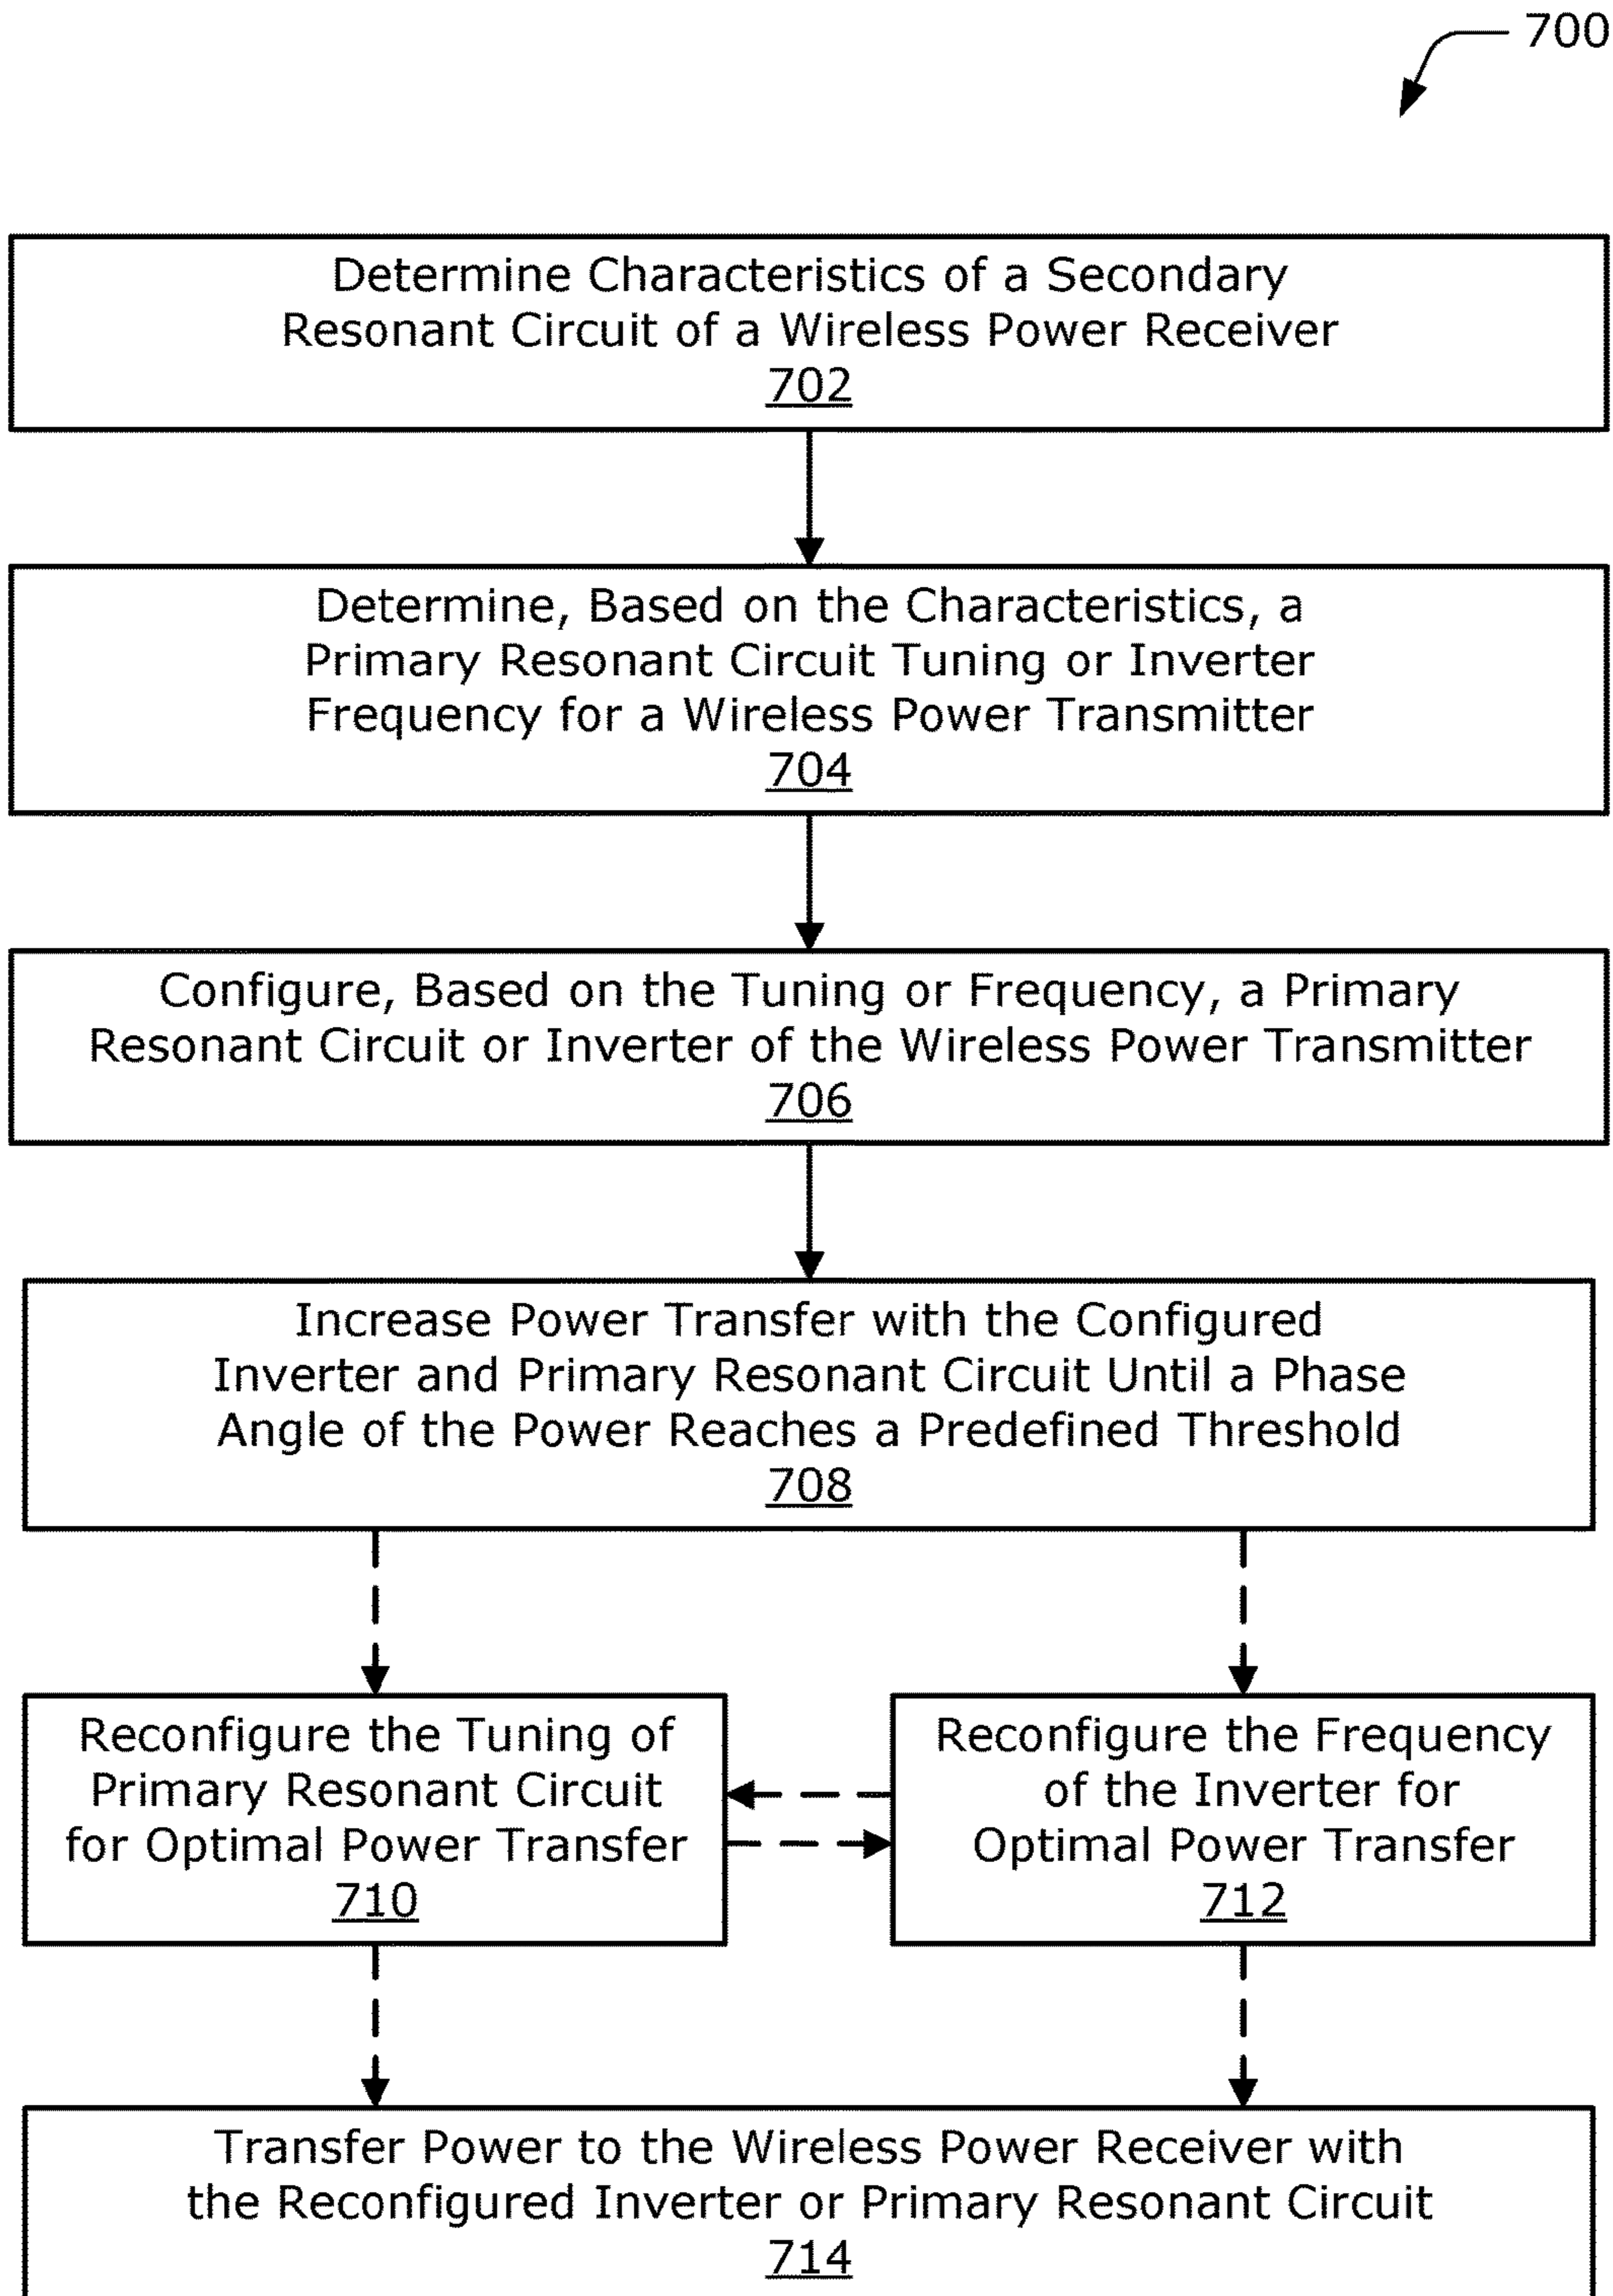 700
Determine Characteristics of a Secondary
Resonant Circuit of a Wireless Power Receiver
702
Determine, Based on the Characteristics, a
Primary Resonant Circuit Tuning or Inverter
Frequency for a Wireless Power Transmitter
704
Configure, Based on the Tuning or Frequency, a Primary
Resonant Circuit or Inverter of the Wireless Power Transmitter
706
Increase Power Transfer with the Configured
Inverter and Primary Resonant Circuit Until a Phase
Angle of the Power Reaches a Predefined Threshold
708
Reconfigure the Tuning of
Primary Resonant Circuit
for Optimal Power Transfer
710
Reconfigure the Frequency
of the Inverter for
Optimal Power Transfer
712
Transfer Power to the Wireless Power Receiver with
the Reconfigured Inverter or Primary Resonant Circuit
714